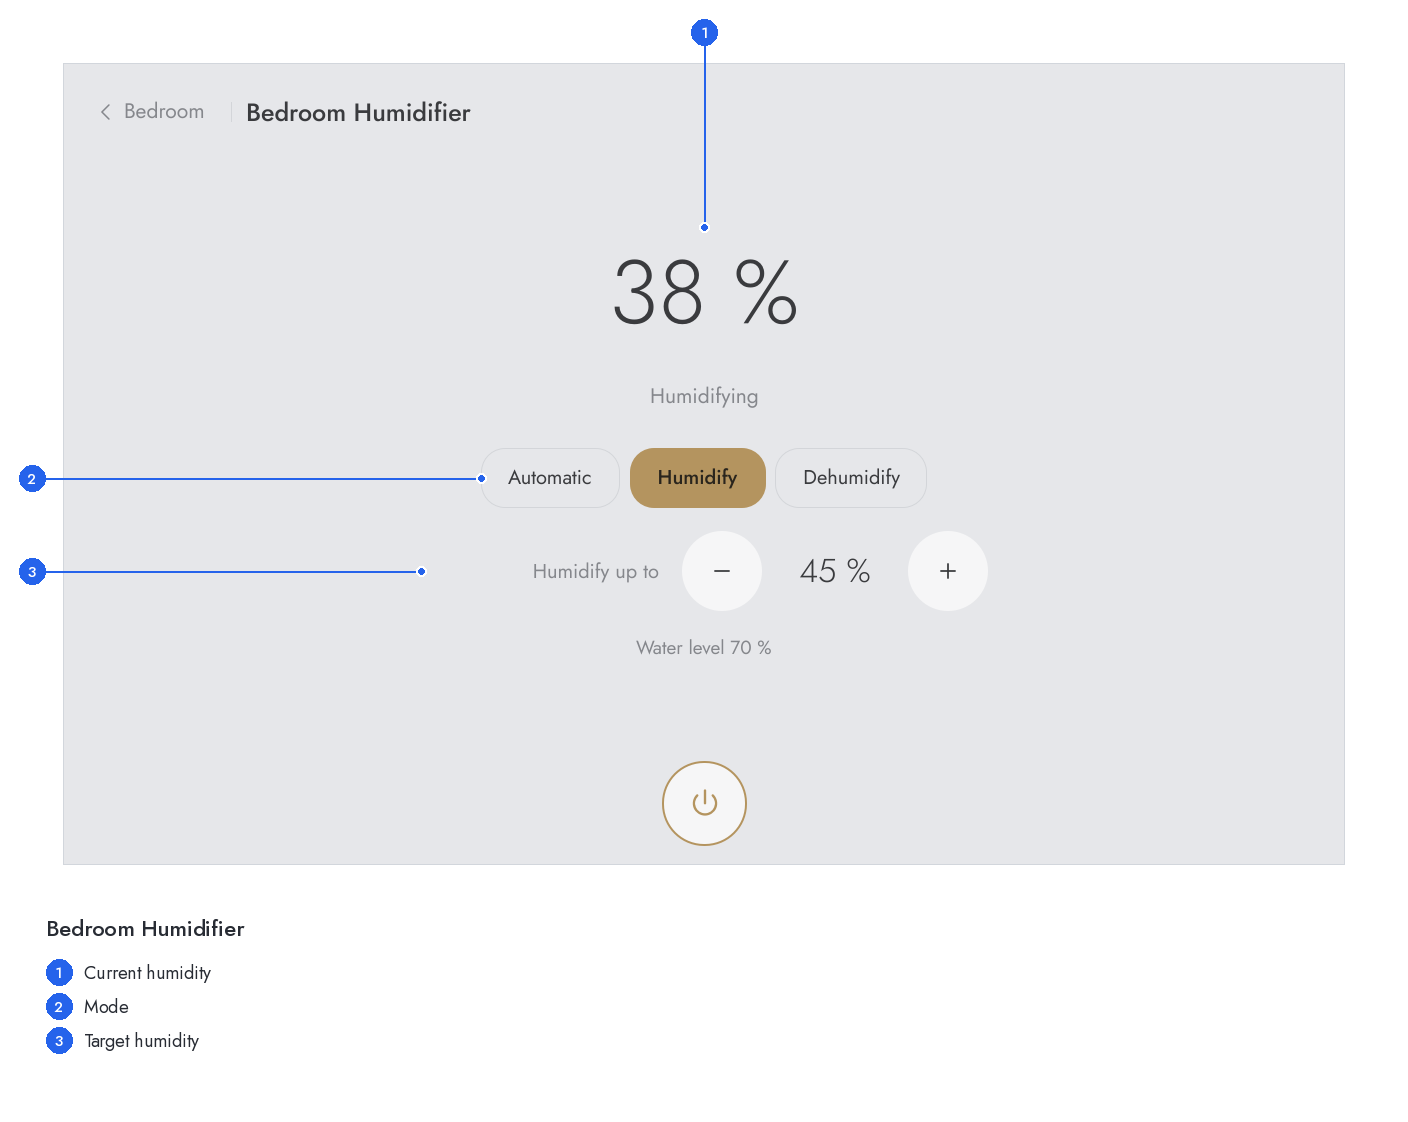 1
Bedroom
Bedroom Humidifier
38 %
Humidifying
2
Automatic
Humidify
Dehumidify
3
Humidify up to
−
45 %
+
Water level 70 %
Bedroom Humidifier
1 Current humidity
2 Mode
3 Target humidity